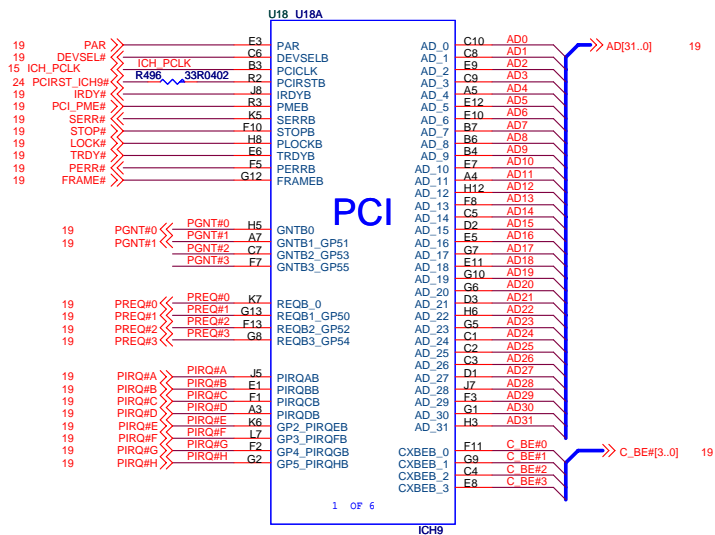 U18 U18A
19 PAR E3 PAR AD_0 C10 AD0 AD[31..0] 19
19 DEVSEL# C6 DEVSELB AD_1 C8 AD1
15 ICH_PCLK ICH_PCLK B3 PCICLK AD_2 E9 AD2
24 PCIRST_ICH9# R496 33R0402 R2 PCIRSTB AD_3 C9 AD3
19 IRDY# J8 IRDYB AD_4 A5 AD4
19 PCI_PME# R3 PMEB AD_5 E12 AD5
19 SERR# K5 SERRB AD_6 E10 AD6
19 STOP# F10 STOPB AD_7 B7 AD7
19 LOCK# H8 PLOCKB AD_8 B6 AD8
19 TRDY# E6 TRDYB AD_9 B4 AD9
19 PERR# F5 PERRB AD_10 E7 AD10
19 FRAME# G12 FRAMEB AD_11 A4 AD11
AD_12 H12 AD12
AD_13 F8 AD13
PCI
AD_14 C5 AD14
19 PGNT#0 PGNT#0 H5 GNTB0 AD_15 D2 AD15
19 PGNT#1 PGNT#1 A7 GNTB1_GP51 AD_16 E5 AD16
PGNT#2 C7 GNTB2_GP53 AD_17 G7 AD17
PGNT#3 F7 GNTB3_GP55 AD_18 E11 AD18
AD_19 G10 AD19
AD_20 G6 AD20
19 PREQ#0 PREQ#0 K7 REQB_0 AD_21 D3 AD21
19 PREQ#1 PREQ#1 G13 REQB1_GP50 AD_22 H6 AD22
19 PREQ#2 PREQ#2 F13 REQB2_GP52 AD_23 G5 AD23
19 PREQ#3 PREQ#3 G8 REQB3_GP54 AD_24 C1 AD24
AD_25 C2 AD25
AD_26 C3 AD26
19 PIRQ#A PIRQ#A J5 PIRQAB AD_27 D1 AD27
19 PIRQ#B PIRQ#B E1 PIRQBB AD_28 J7 AD28
19 PIRQ#C PIRQ#C F1 PIRQCB AD_29 F3 AD29
19 PIRQ#D PIRQ#D A3 PIRQDB AD_30 G1 AD30
19 PIRQ#E PIRQ#E K6 GP2_PIRQEB AD_31 H3 AD31
19 PIRQ#F PIRQ#F L7 GP3_PIRQFB
19 PIRQ#G PIRQ#G F2 GP4_PIRQGB CXBEB_0 F11 C_BE#0 C_BE#[3..0] 19
19 PIRQ#H PIRQ#H G2 GP5_PIRQHB CXBEB_1 G9 C_BE#1
CXBEB_2 C4 C_BE#2
CXBEB_3 E8 C_BE#3
1 OF 6
ICH9